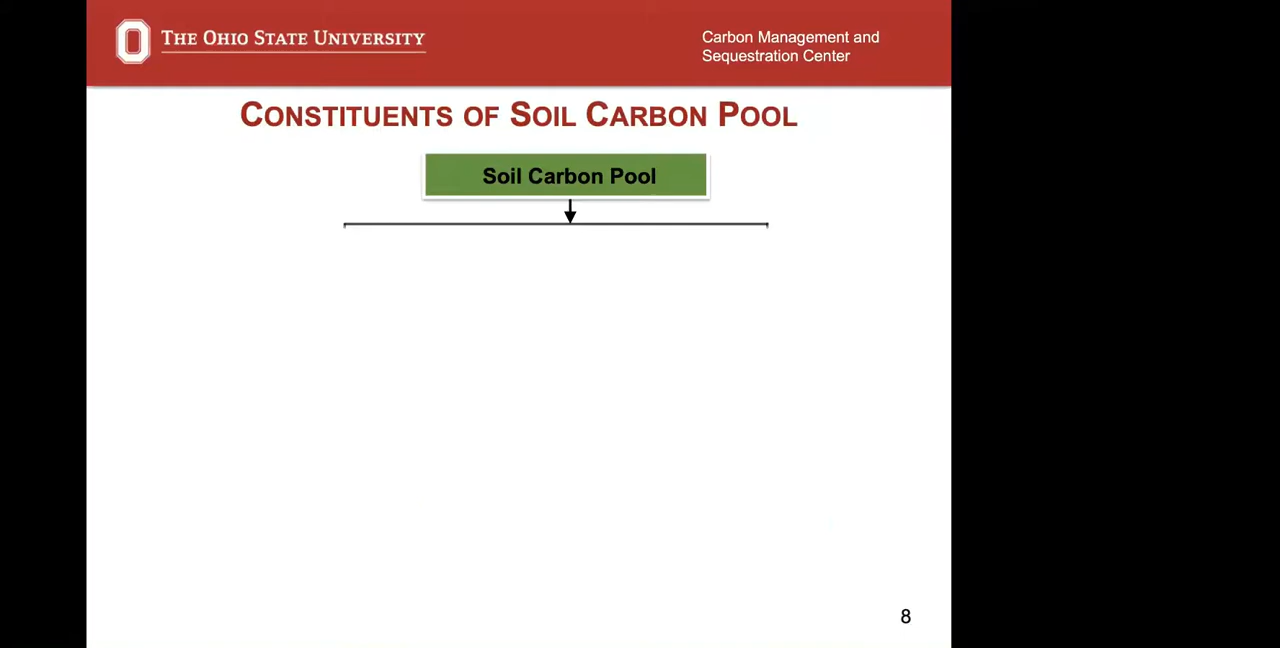 THE OHIO STATE UNIVERSITY
Carbon Management and
Sequestration Center
CONSTITUENTS OF SOIL CARBON POOL
Soil Carbon Pool
8